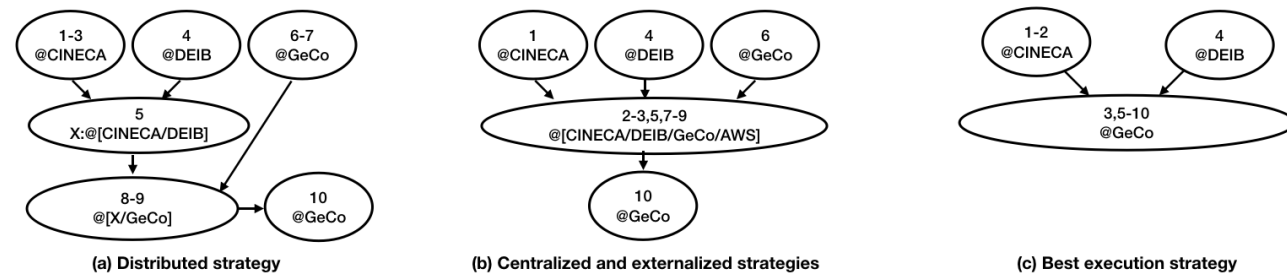 1-3
@CINECA
4
@DEIB
6-7
@GeCo
5
X:@[CINECA/DEIB]
8-9
@[X/GeCo]
10
@GeCo
(a) Distributed strategy
1
@CINECA
4
@DEIB
6
@GeCo
2-3,5,7-9
@[CINECA/DEIB/GeCo/AWS]
10
@GeCo
(b) Centralized and externalized strategies
1-2
@CINECA
4
@DEIB
3,5-10
@GeCo
(c) Best execution strategy